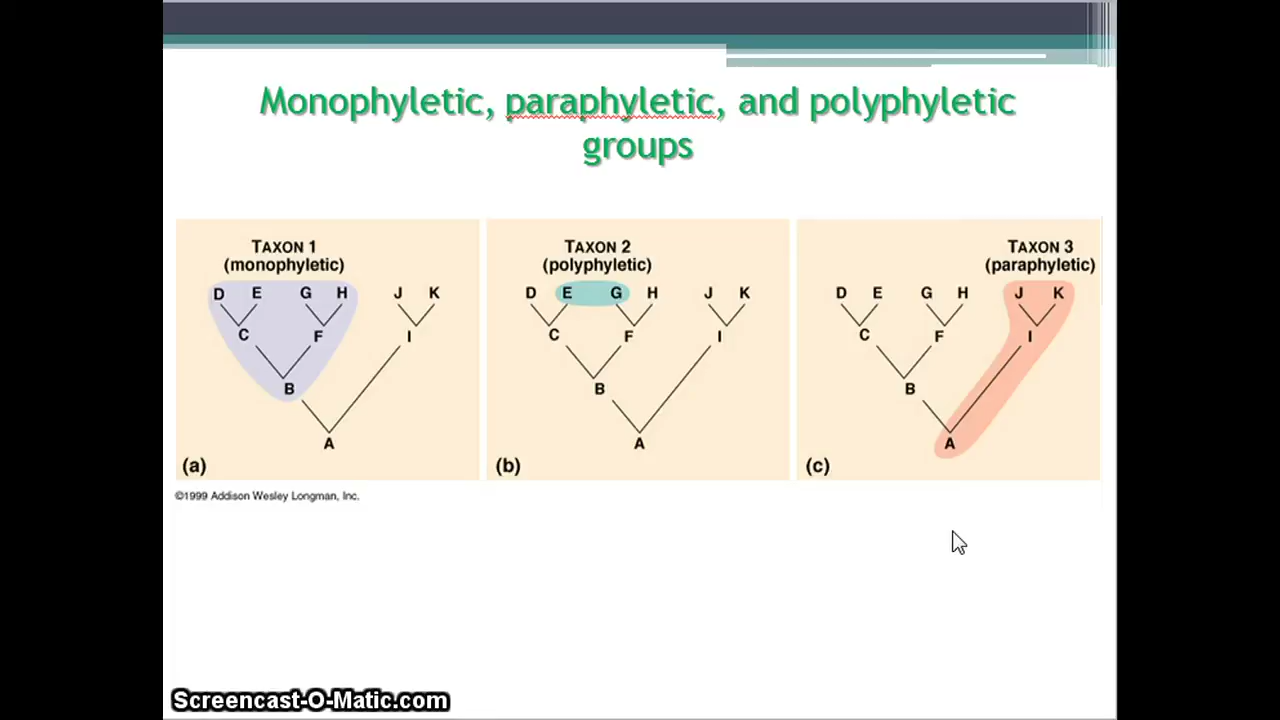 Monophyletic, paraphyletic, and polyphyletic
groups
TAXON 1
(monophyletic)
D E G H J K
C F I
B
A
(a)
TAXON 2
(polyphyletic)
D E G H J K
C F I
B
A
(b)
TAXON 3
(paraphyletic)
D E G H J K
C F I
B
A
(c)
©1999 Addison Wesley Longman, Inc.
Screencast-O-Matic.com